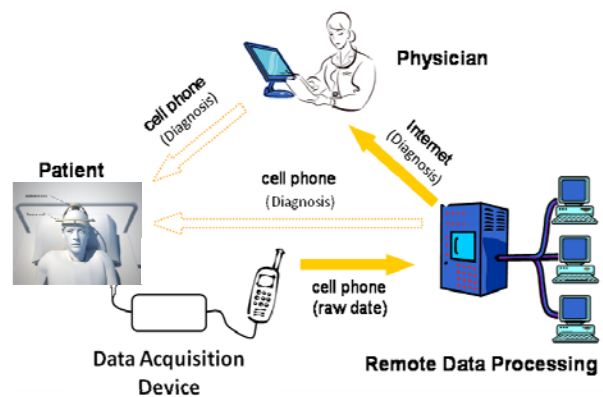 Physician
cell phone
(Diagnosis)
Internet
(Diagnosis)
Patient
cell phone
(Diagnosis)
cell phone
(raw date)
Data Acquisition
Device
Remote Data Processing